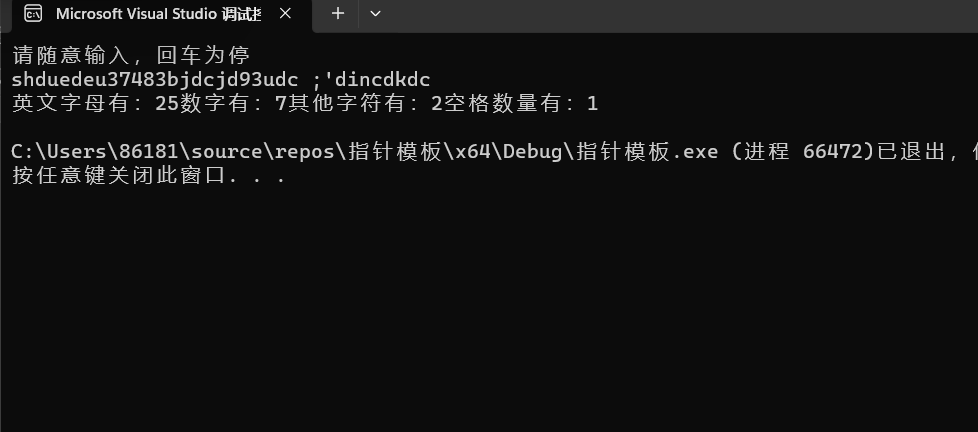 Microsoft Visual Studio 调试
请随意输入，回车为停
shduedeu37483bjdcjd93udc ;'dincdkdc
英文字母有：25数字有：7其他字符有：2空格数量有：1
C:\Users\86181\source\repos\指针模板\x64\Debug\指针模板.exe (进程 66472)已退出，
按任意键关闭此窗口. . .